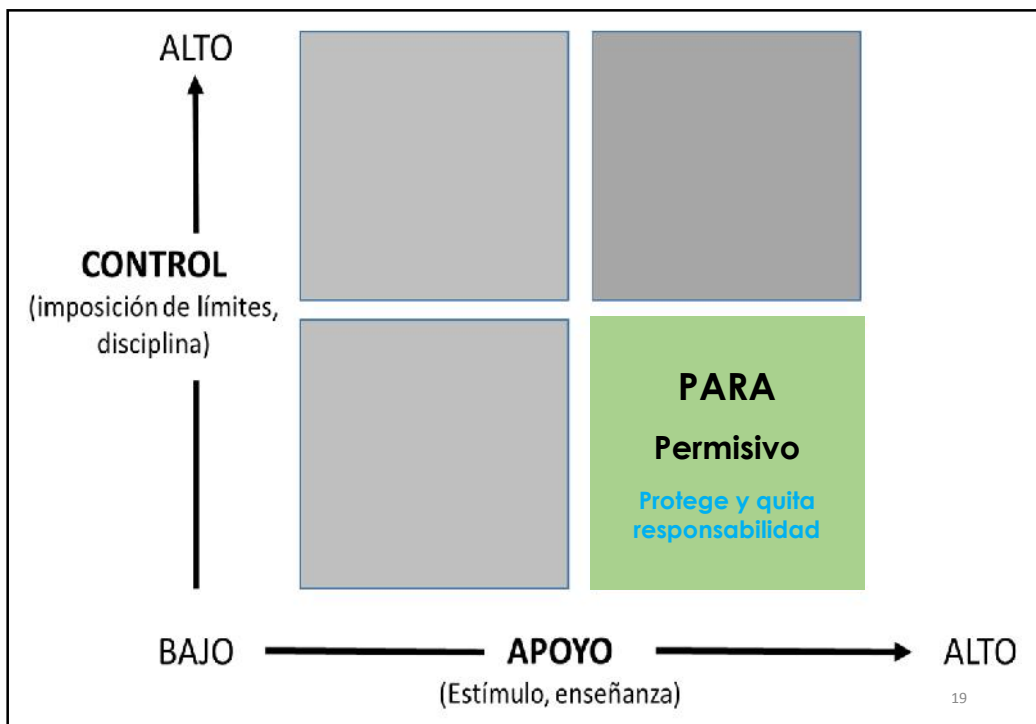 ALTO
CONTROL
(imposición de límites,
disciplina)
PARA
Permisivo
Protege y quita
responsabilidad
BAJO
APOYO
ALTO
(Estímulo, enseñanza)
19